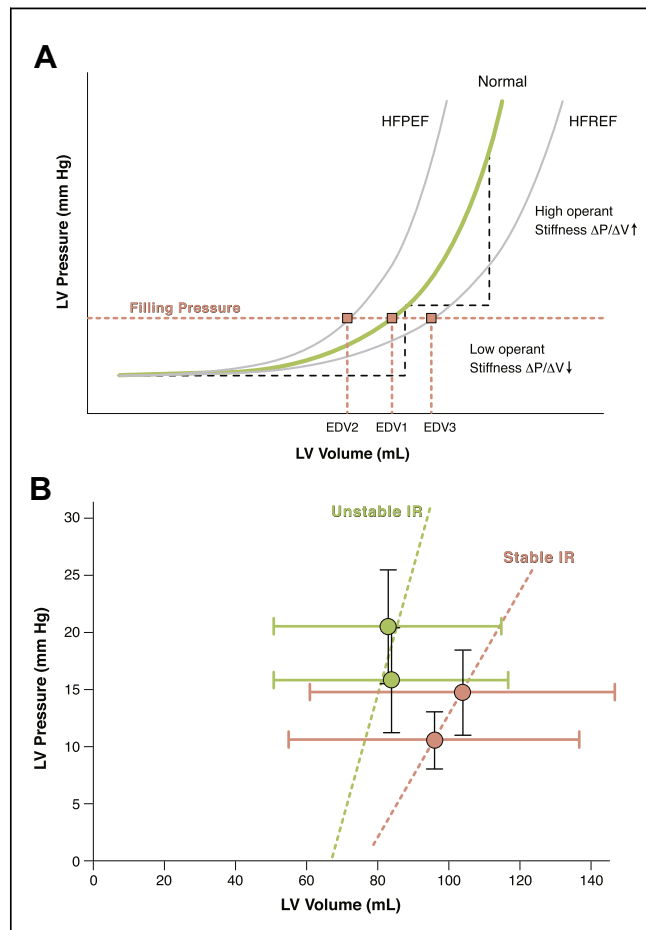 A
Normal
HFPEF
HFREF
LV Pressure (mm Hg)
High operant
Stiffness ΔP/ΔV↑
Filling Pressure
Low operant
Stiffness ΔP/ΔV↓
EDV2
EDV1
EDV3
LV Volume (mL)
B
Unstable IR
Stable IR
LV Pressure (mm Hg)
30
25
20
15
10
5
0
0
20
40
60
80
100
120
140
LV Volume (mL)